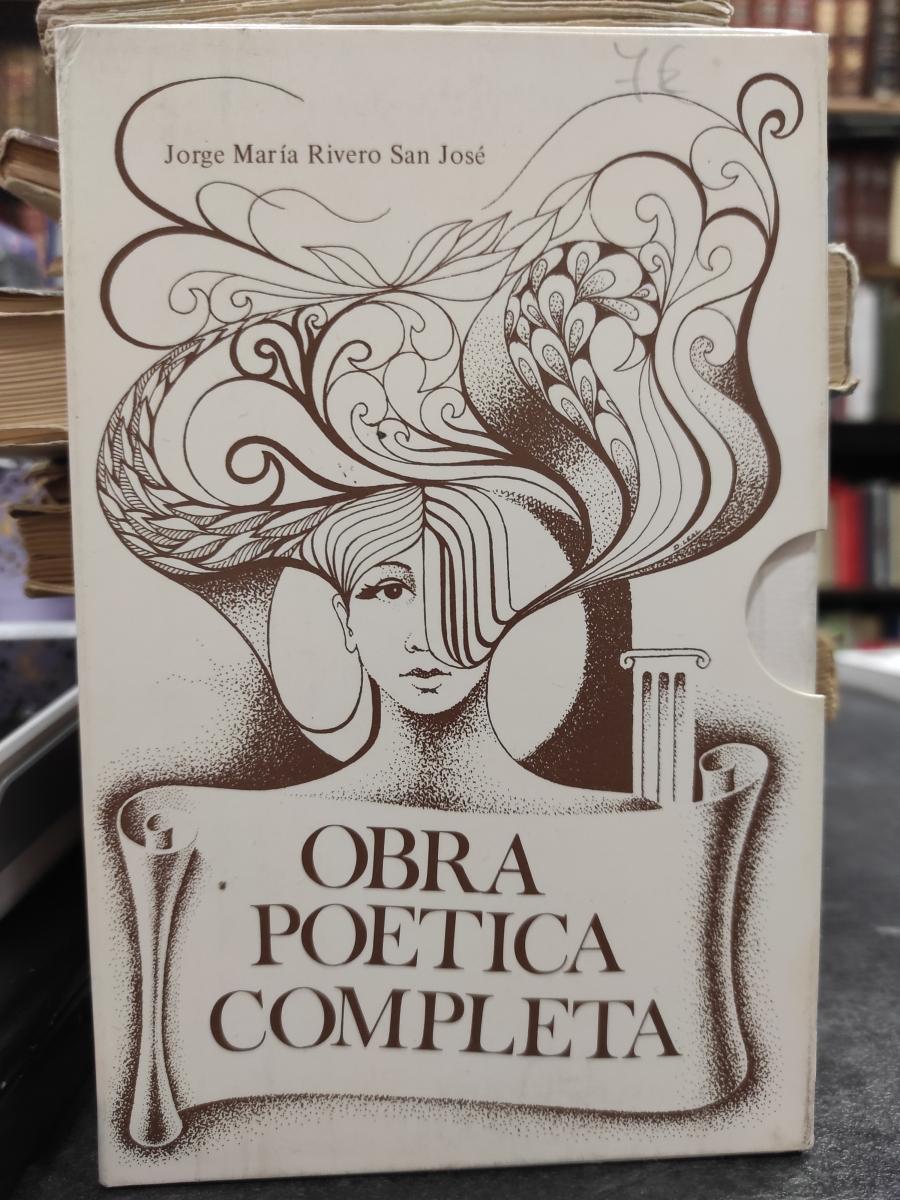 7€
Jorge María Rivero San José
OBRA
POETICA
COMPLETA